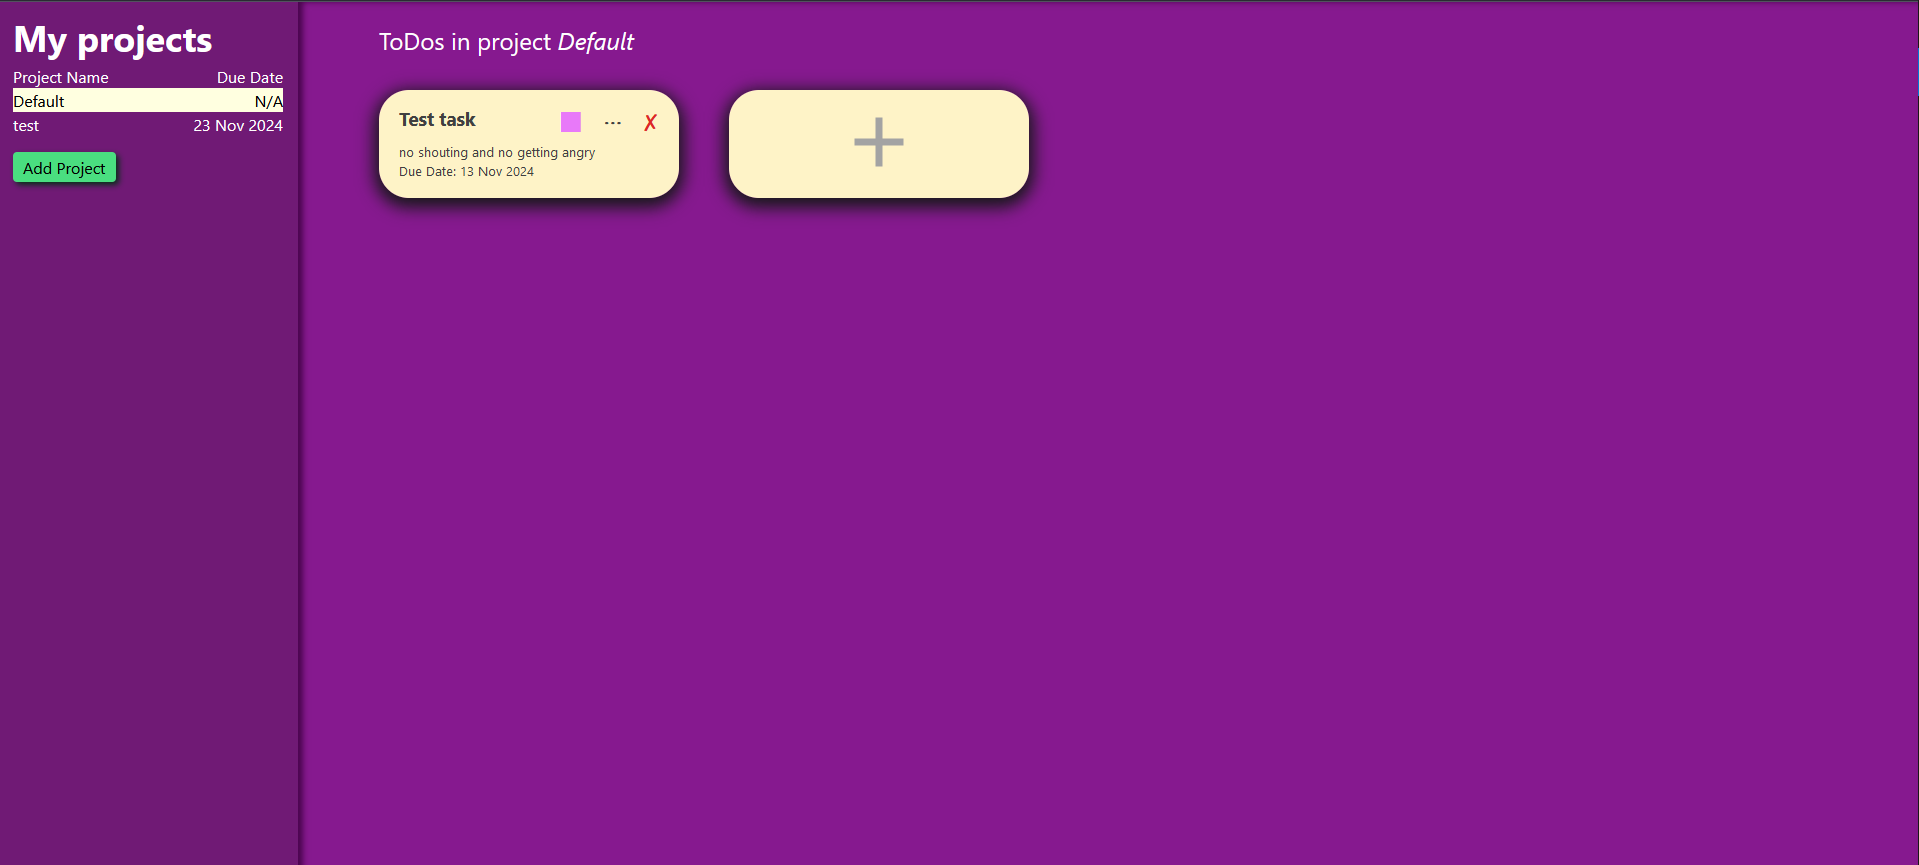 My projects
Project Name Due Date
Default N/A
test 23 Nov 2024
Add Project
ToDos in project Default
Test task ... ✗
no shouting and no getting angry
Due Date: 13 Nov 2024
+